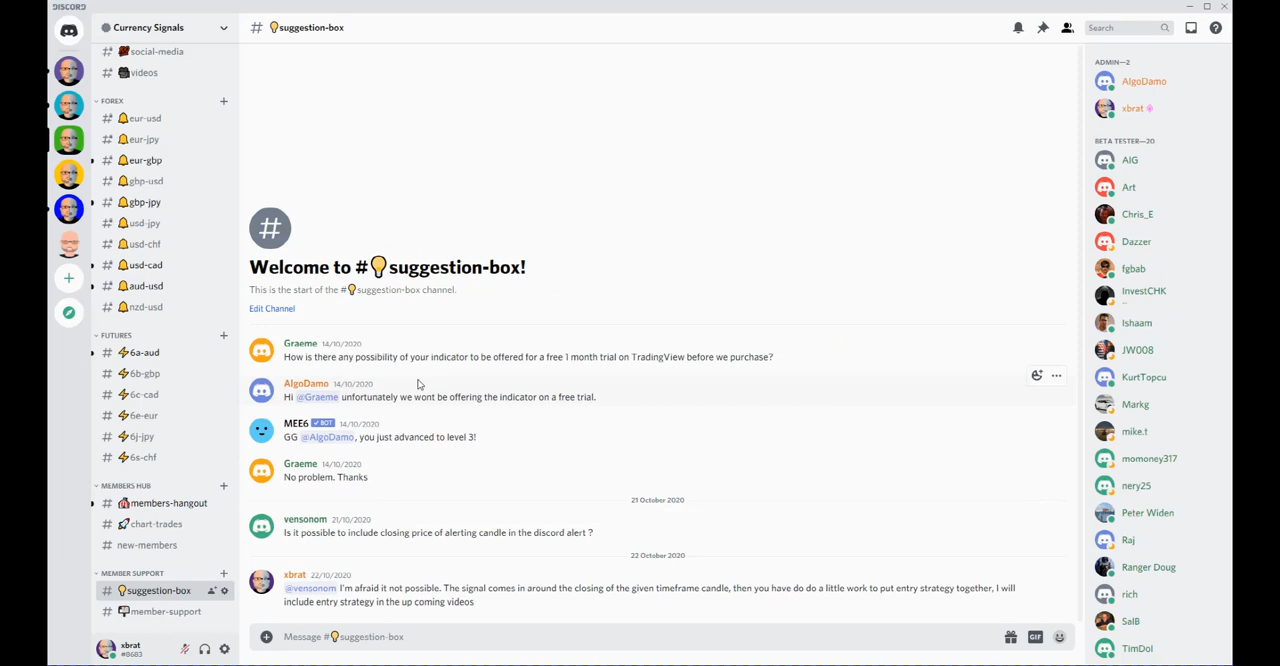 DISCORD
Currency Signals
# 💡suggestion-box
Search
social-media
videos
FOREX
eur-usd
eur-jpy
eur-gbp
gbp-usd
gbp-jpy
usd-jpy
usd-chf
usd-cad
aud-usd
nzd-usd
FUTURES
6a-aud
6b-gbp
6c-cad
6e-eur
6j-jpy
6s-chf
MEMBERS HUB
members-hangout
chart-trades
new-members
MEMBER SUPPORT
suggestion-box
member-support
xbrat
#8683
Welcome to #💡suggestion-box!
This is the start of the #💡suggestion-box channel.
Edit Channel
Graeme 14/10/2020
How is there any possibility of your indicator to be offered for a free 1 month trial on TradingView before we purchase?
AlgoDamo 14/10/2020
Hi @Graeme unfortunately we wont be offering the indicator on a free trial.
MEE6 ✓ BOT 14/10/2020
GG @AlgoDamo, you just advanced to level 3!
Graeme 14/10/2020
No problem. Thanks
21 October 2020
vensonom 21/10/2020
Is it possible to include closing price of alerting candle in the discord alert ?
22 October 2020
xbrat 22/10/2020
@vensonom I'm afraid it not possible. The signal comes in around the closing of the given timeframe candle, then you have do do a little work to put entry strategy together, I will
include entry strategy in the up coming videos
Message #💡suggestion-box
GIF
ADMIN—2
AlgoDamo
xbrat
BETA TESTER—20
AIG
Art
Chris_E
Dazzer
fgbab
InvestCHK
..
Ishaam
JW008
KurtTopcu
Markg
mike.t
momoney317
nery25
Peter Widen
Raj
Ranger Doug
rich
SalB
TimDol